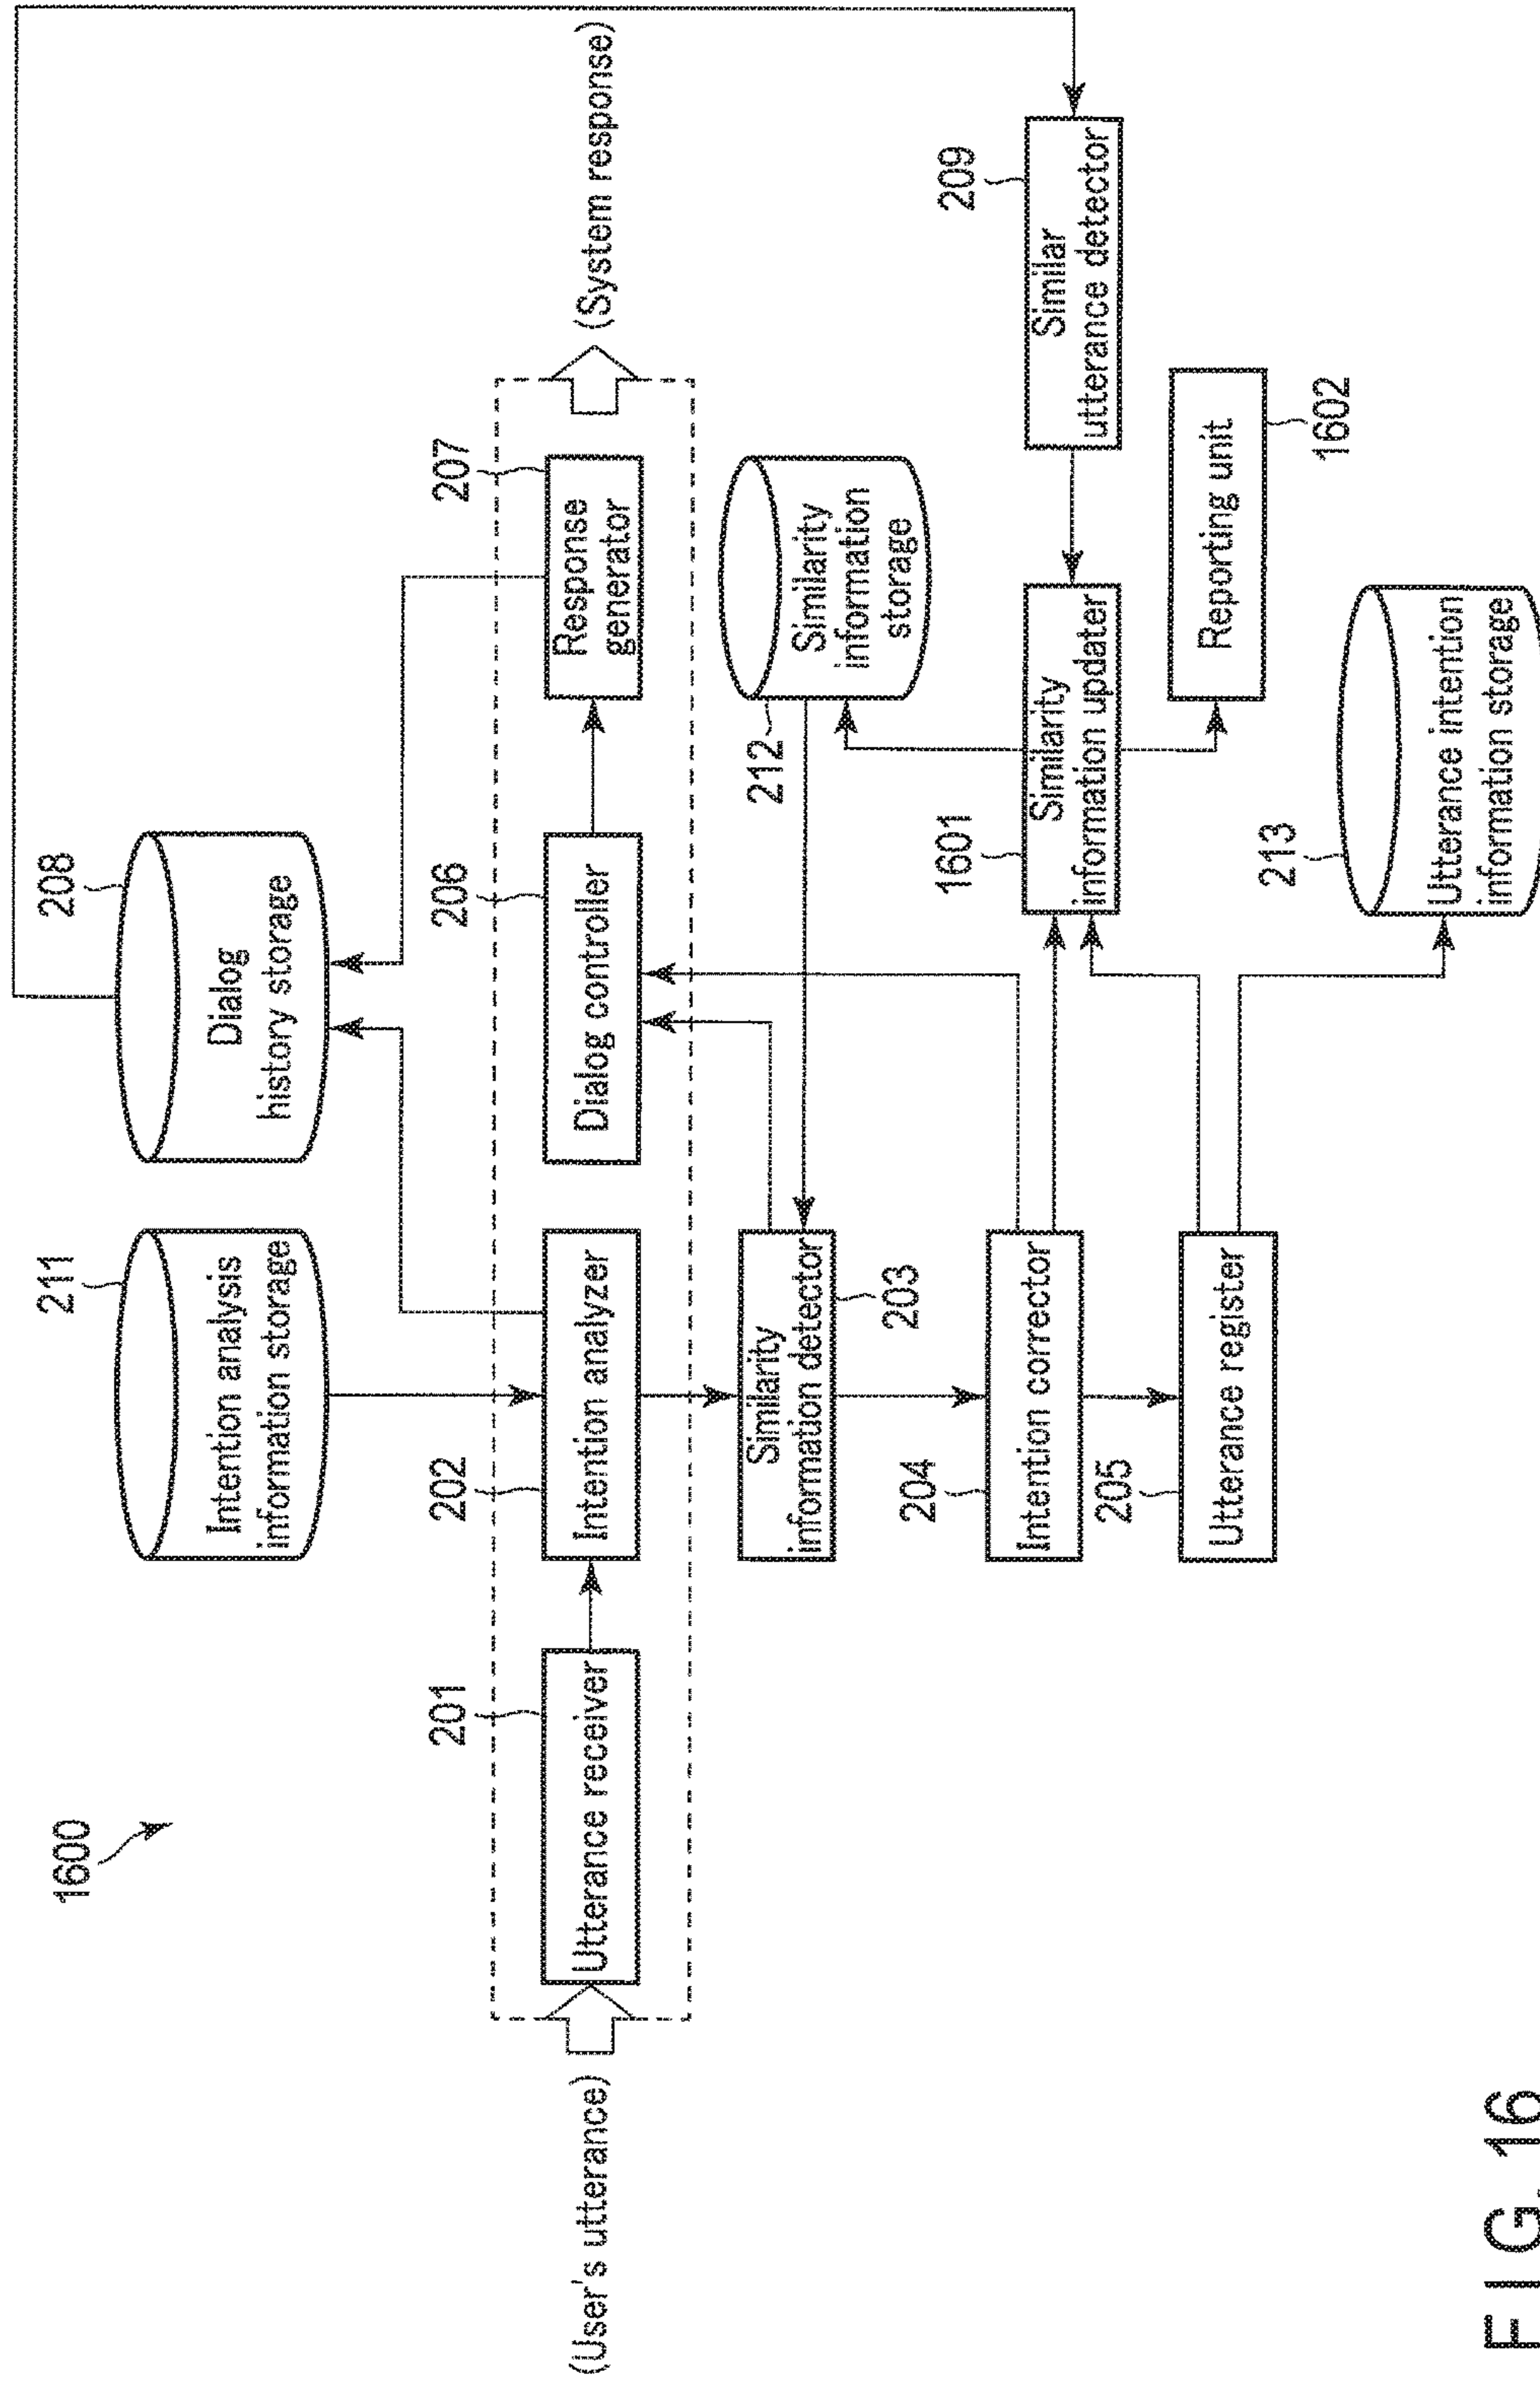 1600
211
Intention analysis
information storage
208
Dialog
history storage
(User's utterance)
201
Utterance receiver
202
Intention analyzer
206
Dialog controller
207
Response
generator
(System response)
Similarity
information detector
203
212
Similarity
information
storage
204
Intention corrector
1601
Similarity
information updater
209
Similar
utterance detector
205
Utterance register
Reporting unit
1602
213
Utterance intention
information storage
FIG. 16